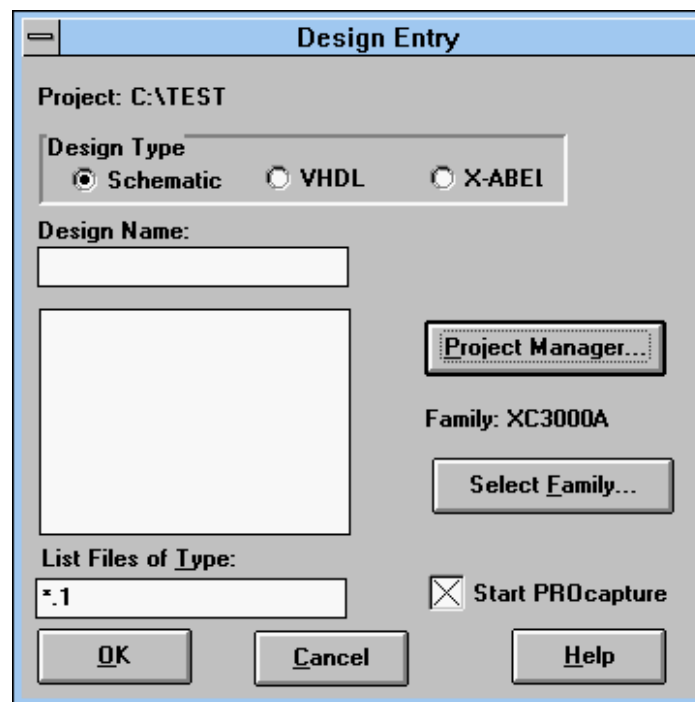 Design Entry
Project: C:\TEST
Design Type
Schematic VHDL X-ABEL
Design Name:
Project Manager...
Family: XC3000A
Select Family...
List Files of Type:
*.1
Start PROcapture
OK Cancel Help